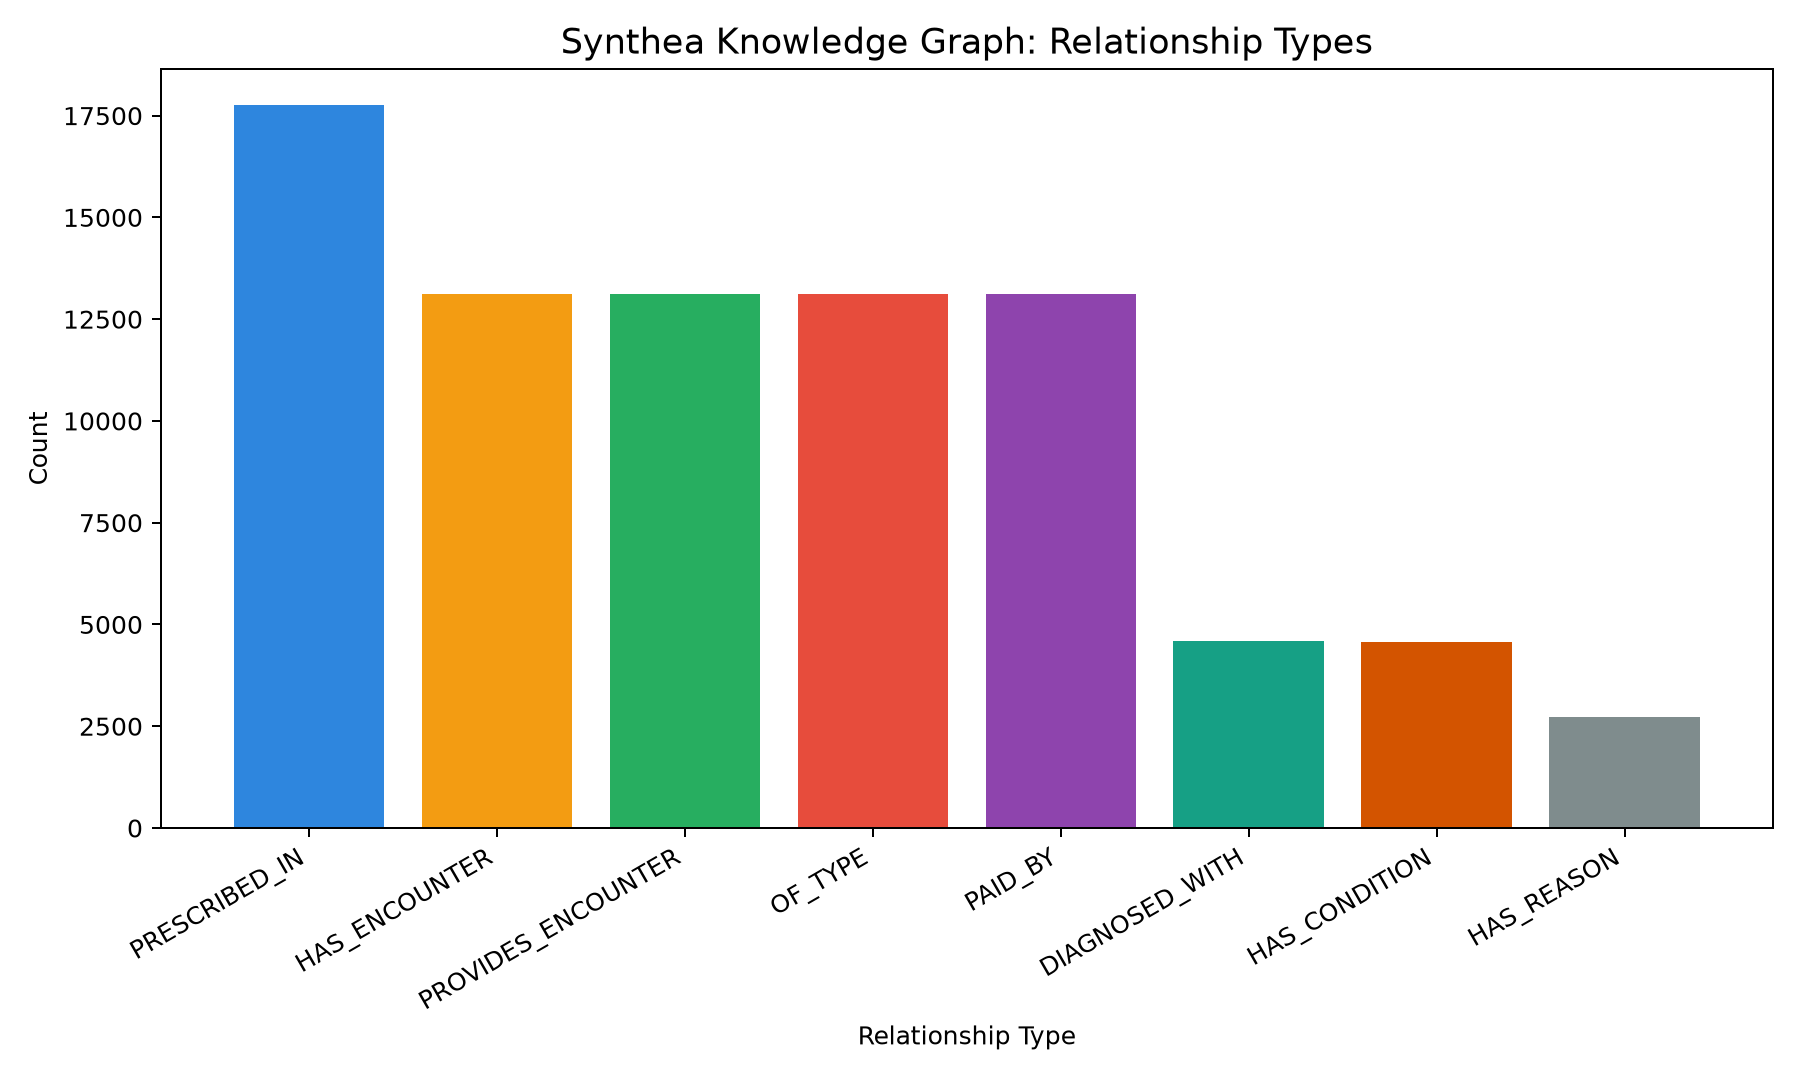 Synthea Knowledge Graph: Relationship Types
17500
15000
12500
10000
7500
5000
2500
0
Count
PRESCRIBED_IN
HAS_ENCOUNTER
PROVIDES_ENCOUNTER
OF_TYPE
PAID_BY
DIAGNOSED_WITH
HAS_CONDITION
HAS_REASON
Relationship Type